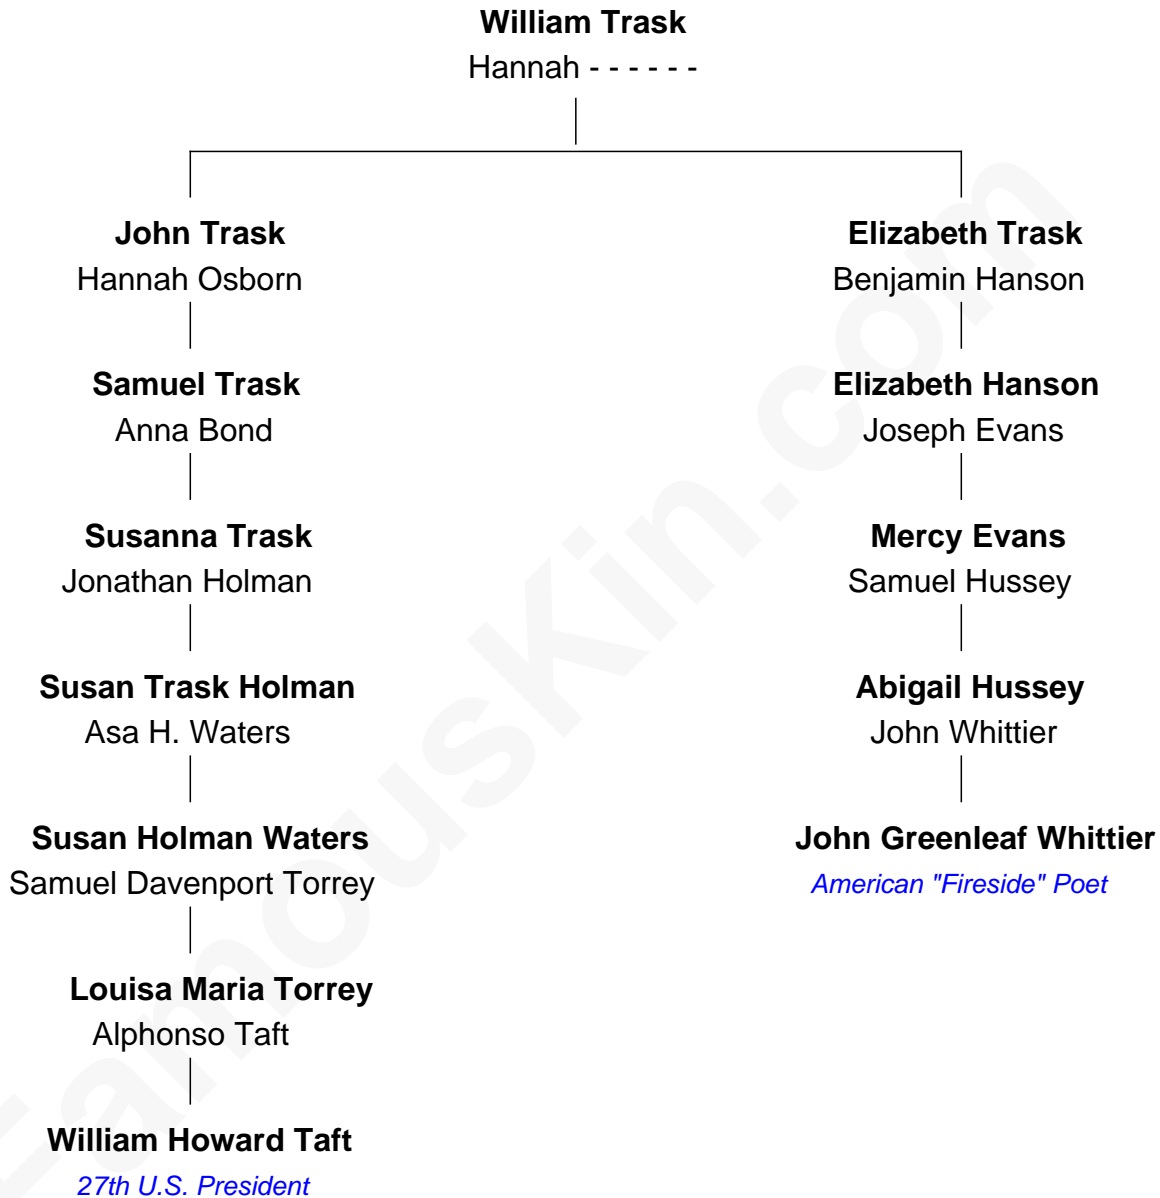 William Trask
Hannah - - - - - -
John Trask
Hannah Osborn
Elizabeth Trask
Benjamin Hanson
Samuel Trask
Anna Bond
Elizabeth Hanson
Joseph Evans
Susanna Trask
Jonathan Holman
Mercy Evans
Samuel Hussey
Susan Trask Holman
Asa H. Waters
Abigail Hussey
John Whittier
Susan Holman Waters
Samuel Davenport Torrey
John Greenleaf Whittier
American "Fireside" Poet
Louisa Maria Torrey
Alphonso Taft
William Howard Taft
27th U.S. President
FamousKin.com